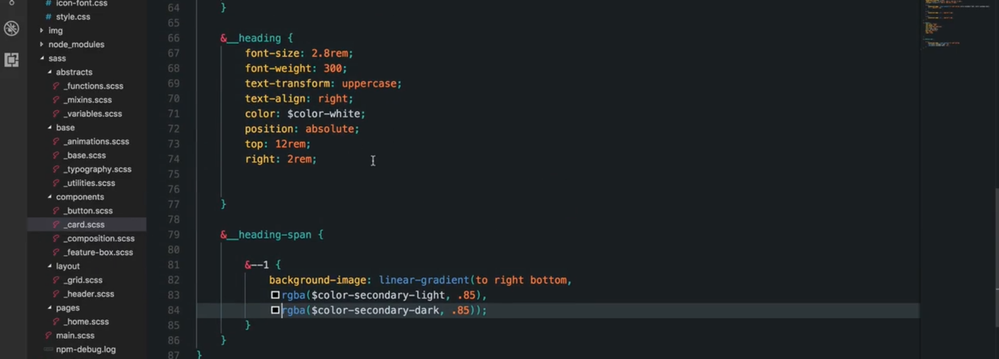 # icon-font.css
# style.css
img
node_modules
sass
abstracts
_functions.scss
_mixins.scss
_variables.scss
base
_animations.scss
_base.scss
_typography.scss
_utilities.scss
components
_button.scss
_card.scss
_composition.scss
_feature-box.scss
layout
_grid.scss
_header.scss
pages
_home.scss
main.scss
npm-debug.log
64 }
65
66 &__heading {
67 font-size: 2.8rem;
68 font-weight: 300;
69 text-transform: uppercase;
70 text-align: right;
71 color: $color-white;
72 position: absolute;
73 top: 12rem;
74 right: 2rem;
75
76
77 }
78
79 &__heading-span {
80
81 &--1 {
82 background-image: linear-gradient(to right bottom,
83 rgba($color-secondary-light, .85),
84 rgba($color-secondary-dark, .85));
85 }
86 }
87 }